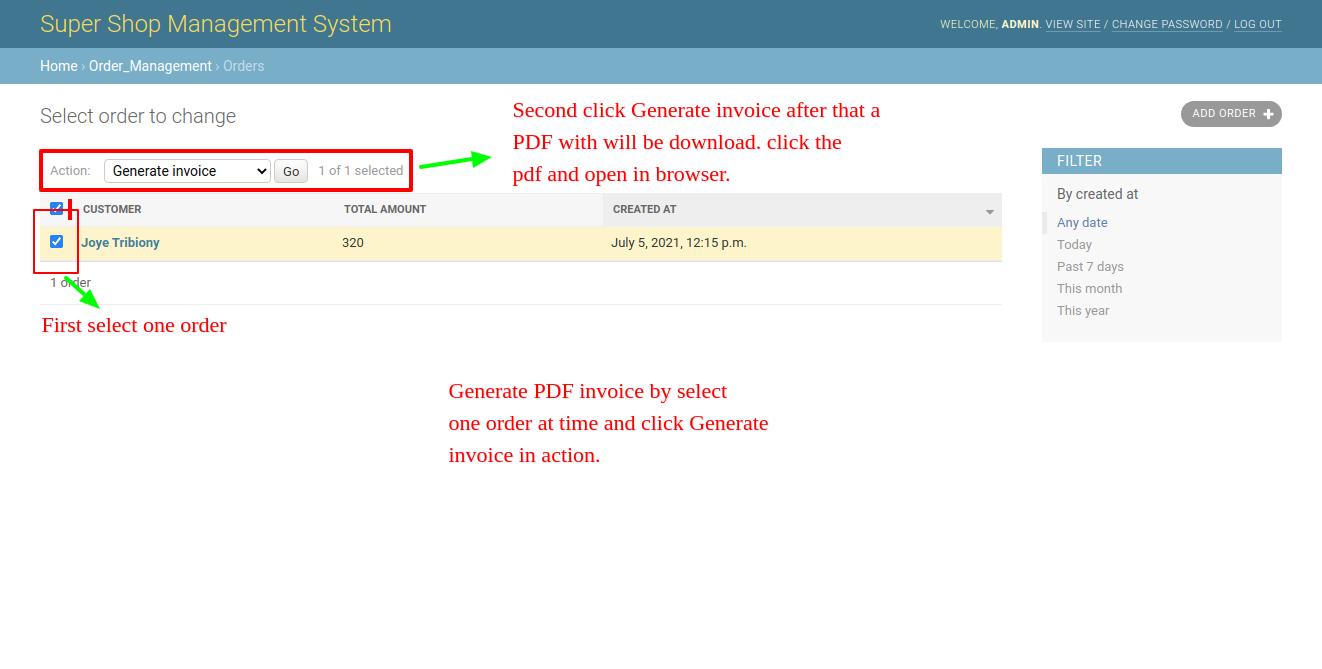 Super Shop Management System
WELCOME, ADMIN. VIEW SITE / CHANGE PASSWORD / LOG OUT
Home › Order_Management › Orders
Select order to change
ADD ORDER
Second click Generate invoice after that a
PDF with will be download. click the
pdf and open in browser.
Action: Generate invoice Go 1 of 1 selected
CUSTOMER TOTAL AMOUNT CREATED AT
Joye Tribiony 320 July 5, 2021, 12:15 p.m.
1 order
First select one order
Generate PDF invoice by select
one order at time and click Generate
invoice in action.
FILTER
By created at
Any date
Today
Past 7 days
This month
This year